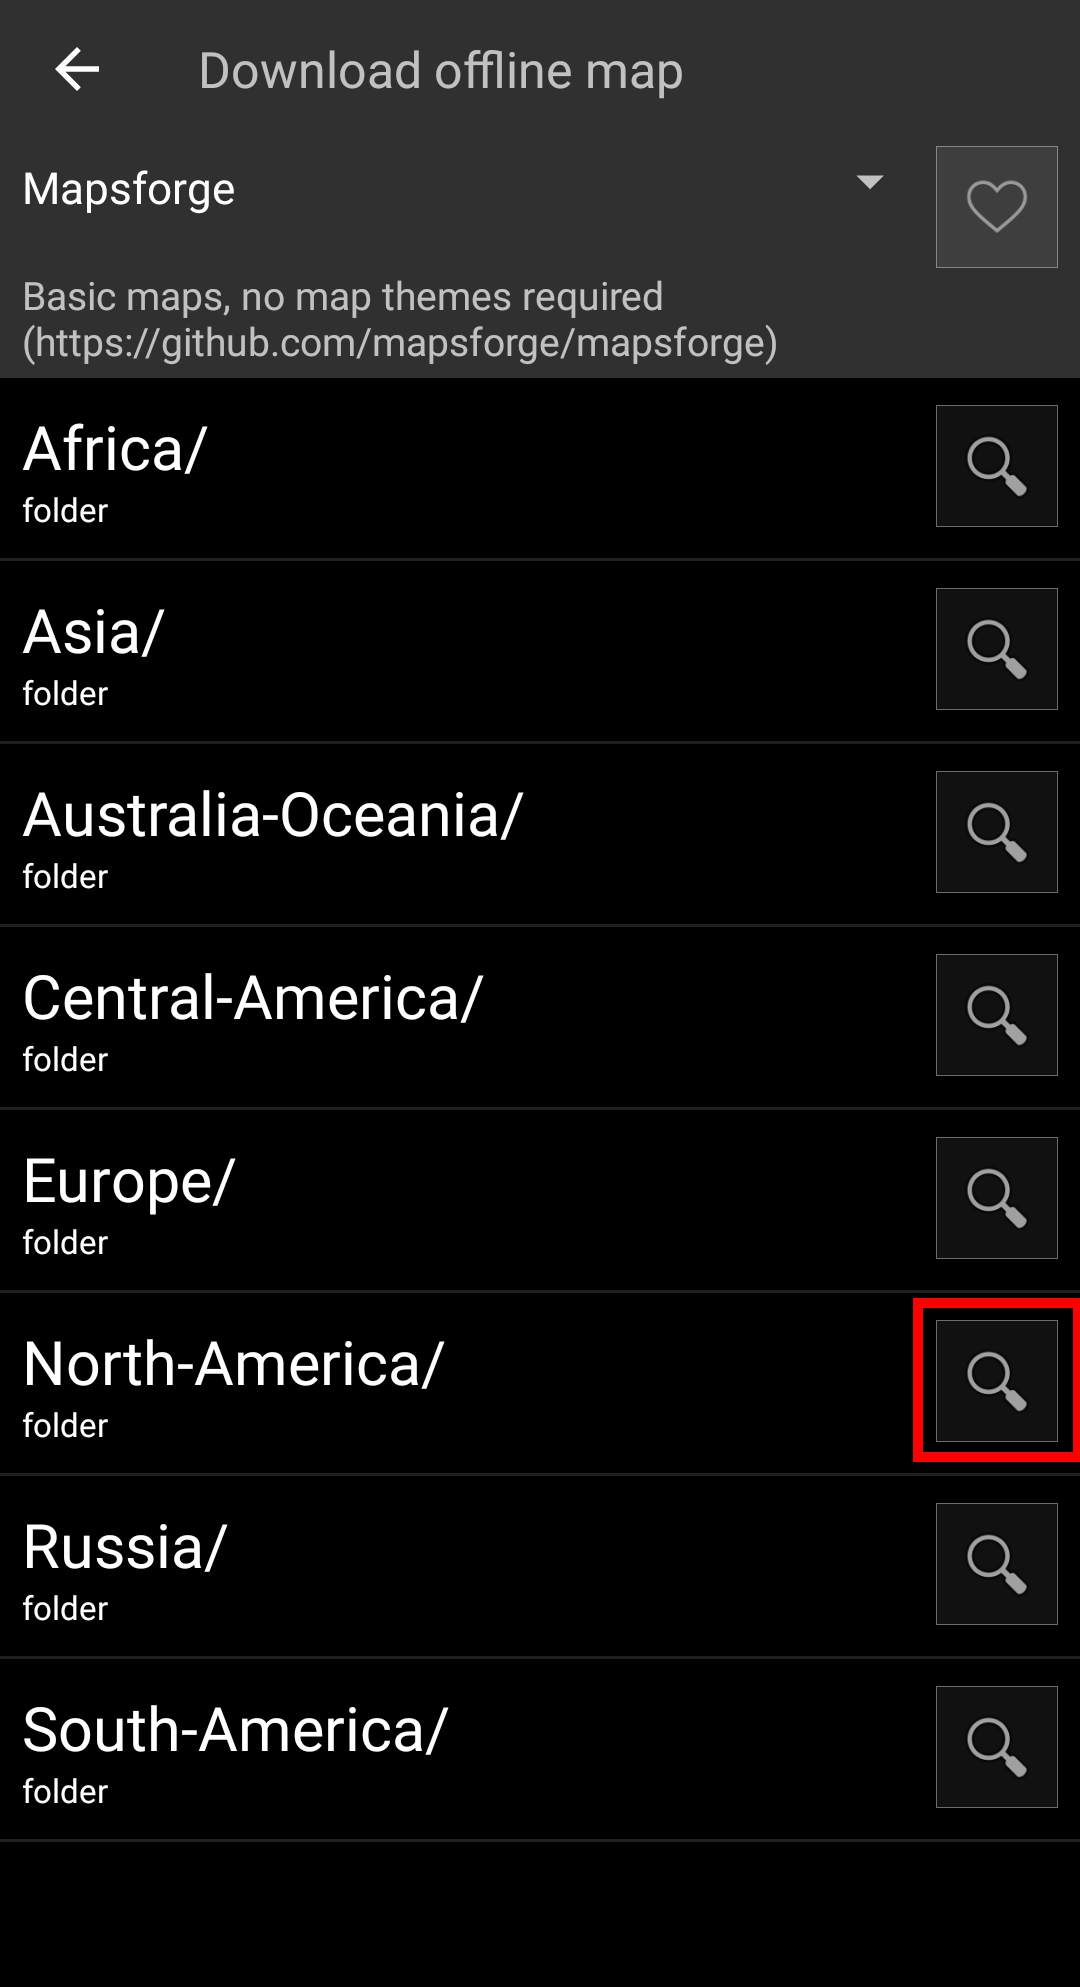 Download offline map
Mapsforge
Basic maps, no map themes required
(https://github.com/mapsforge/mapsforge)
Africa/
folder
Asia/
folder
Australia-Oceania/
folder
Central-America/
folder
Europe/
folder
North-America/
folder
Russia/
folder
South-America/
folder